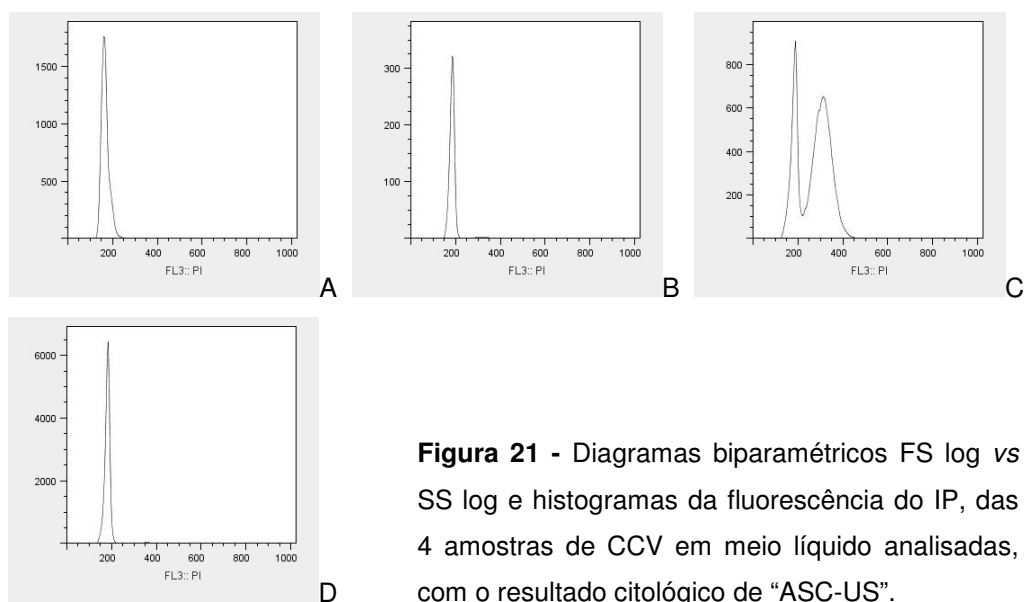 1500
1000
500
200 400 600 800 1000
FL3:: PI
A
300
200
100
200 400 600 800 1000
FL3:: PI
B
800
600
400
200
200 400 600 800 1000
FL3:: PI
C
6000
4000
2000
200 400 600 800 1000
FL3:: PI
D
Figura 21 - Diagramas biparamétricos FS log vs
SS log e histogramas da fluorescência do IP, das
4 amostras de CCV em meio líquido analisadas,
com o resultado citológico de “ASC-US”.